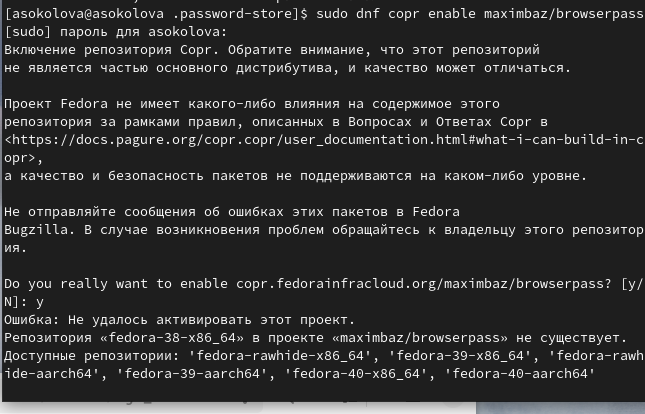 [asokolova@asokolova .password-store]$ sudo dnf copr enable maximbaz/browserpass
[sudo] пароль для asokolova:
Включение репозитория Copr. Обратите внимание, что этот репозиторий
не является частью основного дистрибутива, и качество может отличаться.
Проект Fedora не имеет какого-либо влияния на содержимое этого
репозитория за рамками правил, описанных в Вопросах и Ответах Copr в
<https://docs.pagure.org/copr.copr/user_documentation.html#what-i-can-build-in-c
opr>,
а качество и безопасность пакетов не поддерживаются на каком-либо уровне.
Не отправляйте сообщения об ошибках этих пакетов в Fedora
Bugzilla. В случае возникновения проблем обращайтесь к владельцу этого репозитор
ия.
Do you really want to enable copr.fedorainfracloud.org/maximbaz/browserpass? [y/
N]: y
Ошибка: Не удалось активировать этот проект.
Репозитория «fedora-38-x86_64» в проекте «maximbaz/browserpass» не существует.
Доступные репозитории: 'fedora-rawhide-x86_64', 'fedora-39-x86_64', 'fedora-rawh
ide-aarch64', 'fedora-39-aarch64', 'fedora-40-x86_64', 'fedora-40-aarch64'